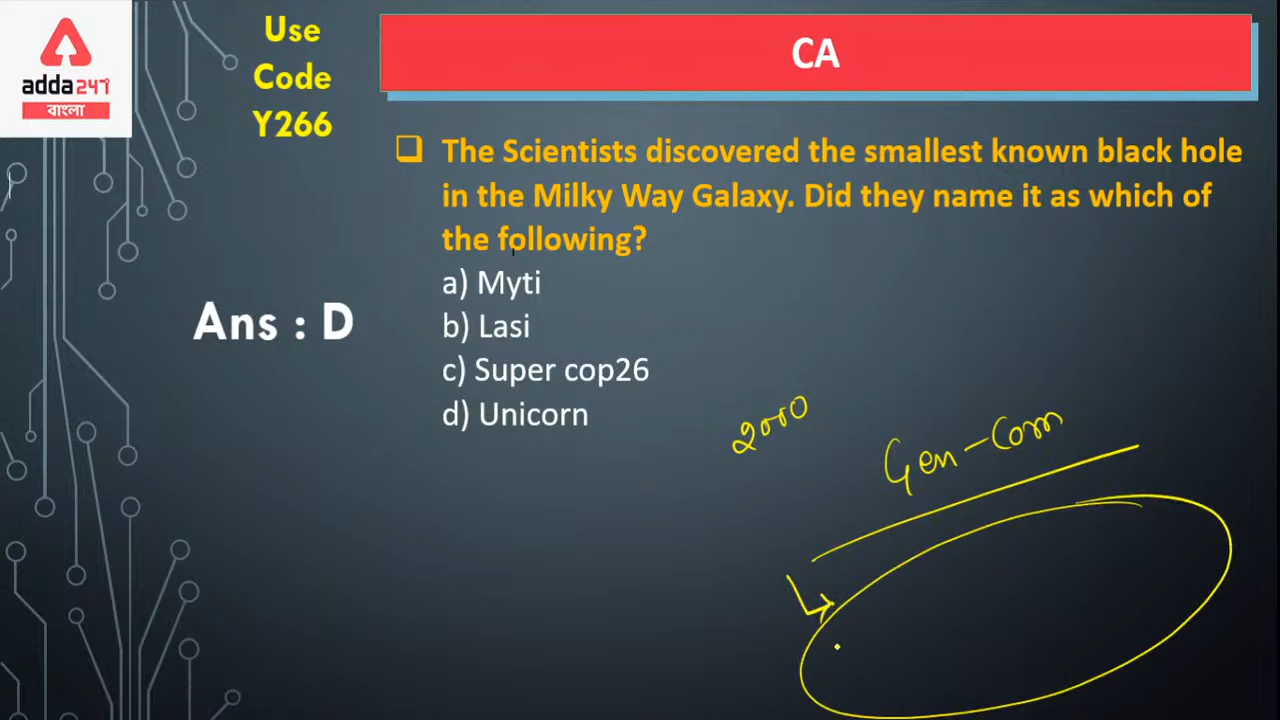 adda247
বাংলা
Use
Code
Y266
CA
The Scientists discovered the smallest known black hole
in the Milky Way Galaxy. Did they name it as which of
the following?
a) Myti
b) Lasi
c) Super cop26
d) Unicorn
Ans : D
2000
Gen-Com